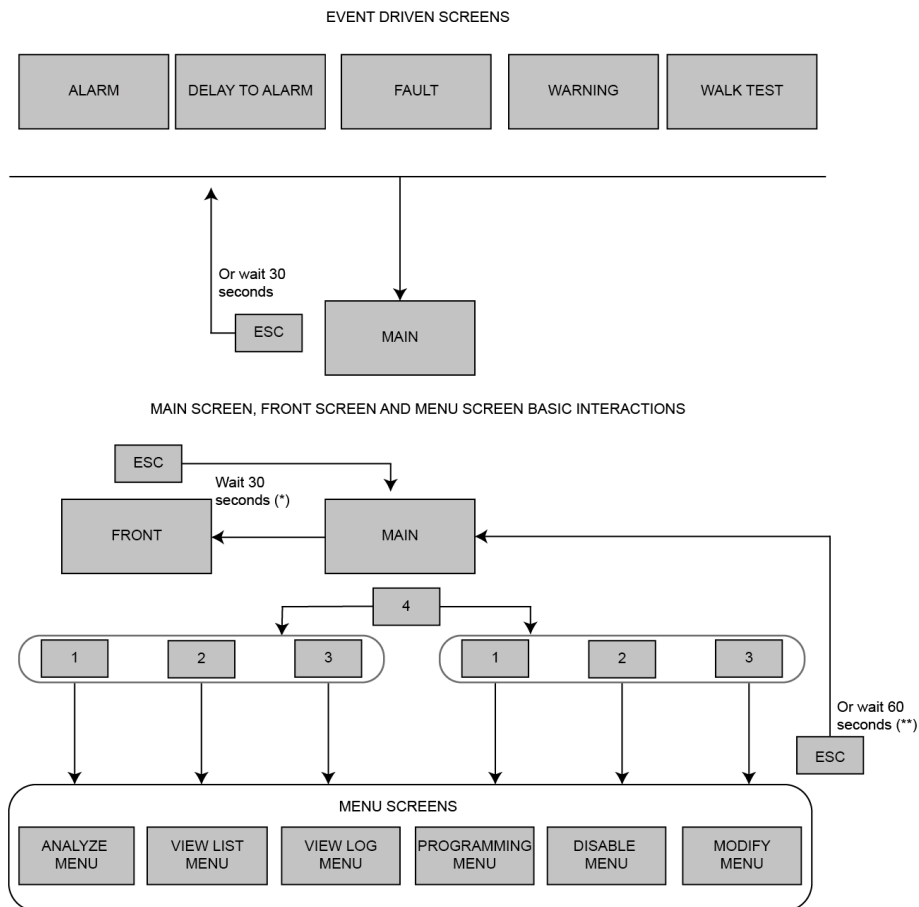 EVENT DRIVEN SCREENS
ALARM
DELAY TO ALARM
FAULT
WARNING
WALK TEST
Or wait 30
seconds
ESC
MAIN
MAIN SCREEN, FRONT SCREEN AND MENU SCREEN BASIC INTERACTIONS
ESC
Wait 30
seconds (*)
FRONT
MAIN
4
1
2
3
1
2
3
Or wait 60
seconds (**)
ESC
MENU SCREENS
ANALYZE
MENU
VIEW LIST
MENU
VIEW LOG
MENU
PROGRAMMING
MENU
DISABLE
MENU
MODIFY
MENU